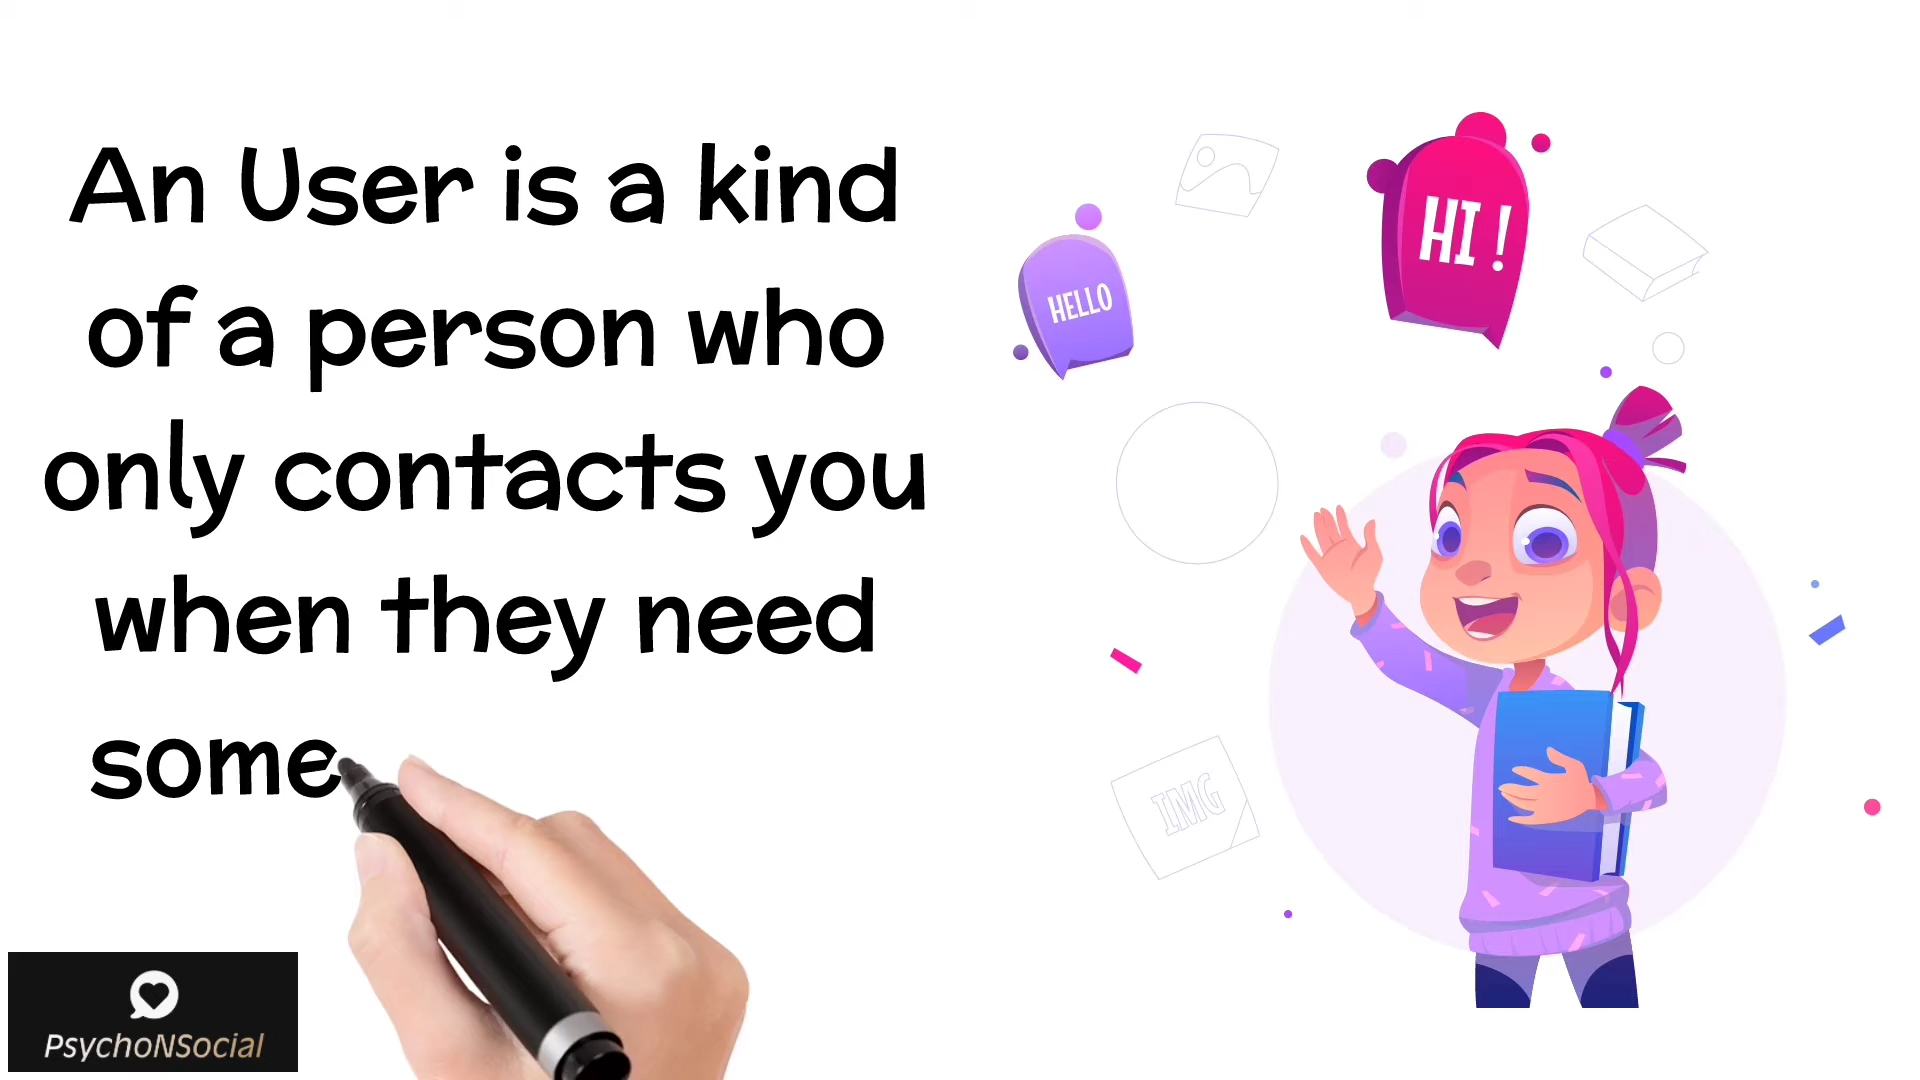 An User is a kind
of a person who
only contacts you
when they need
some
HELLO
HI !
IMG
PsychoNSocial